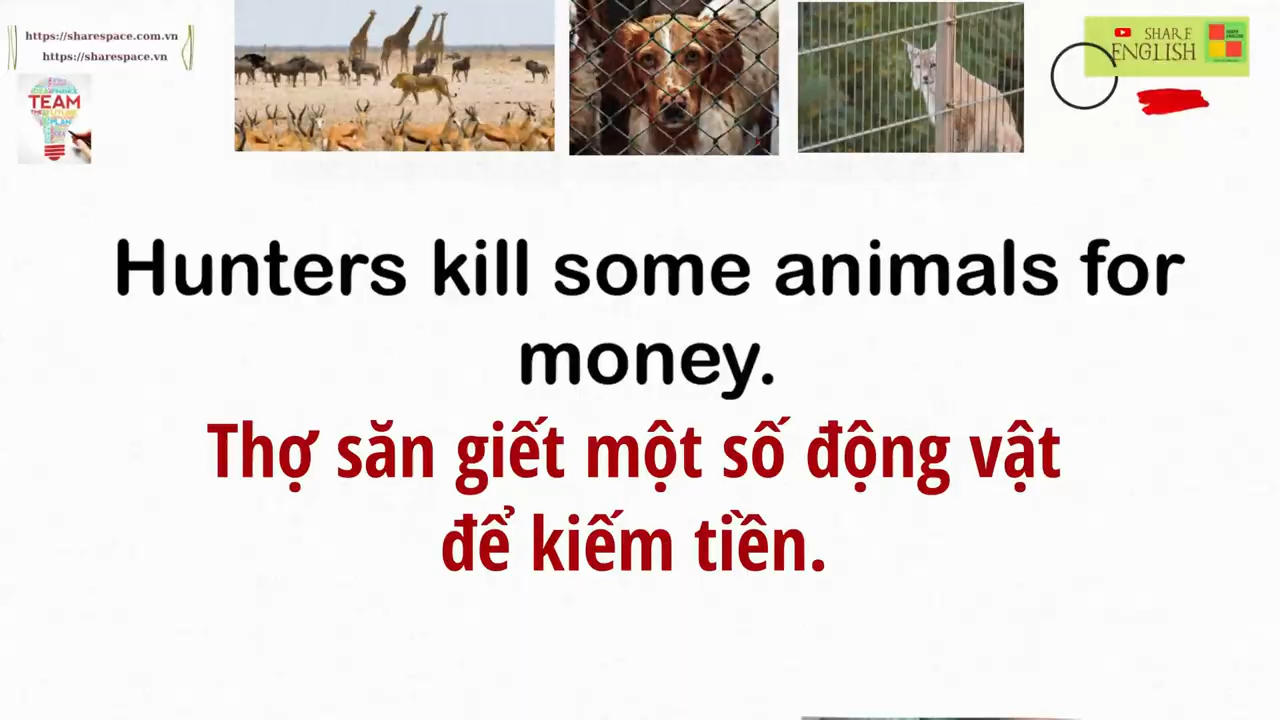 https://sharespace.com.vn
https://sharespace.vn
TEAM
PLAN
SHARE
ENGLISH
Hunters kill some animals for
money.
Thợ săn giết một số động vật
để kiếm tiền.